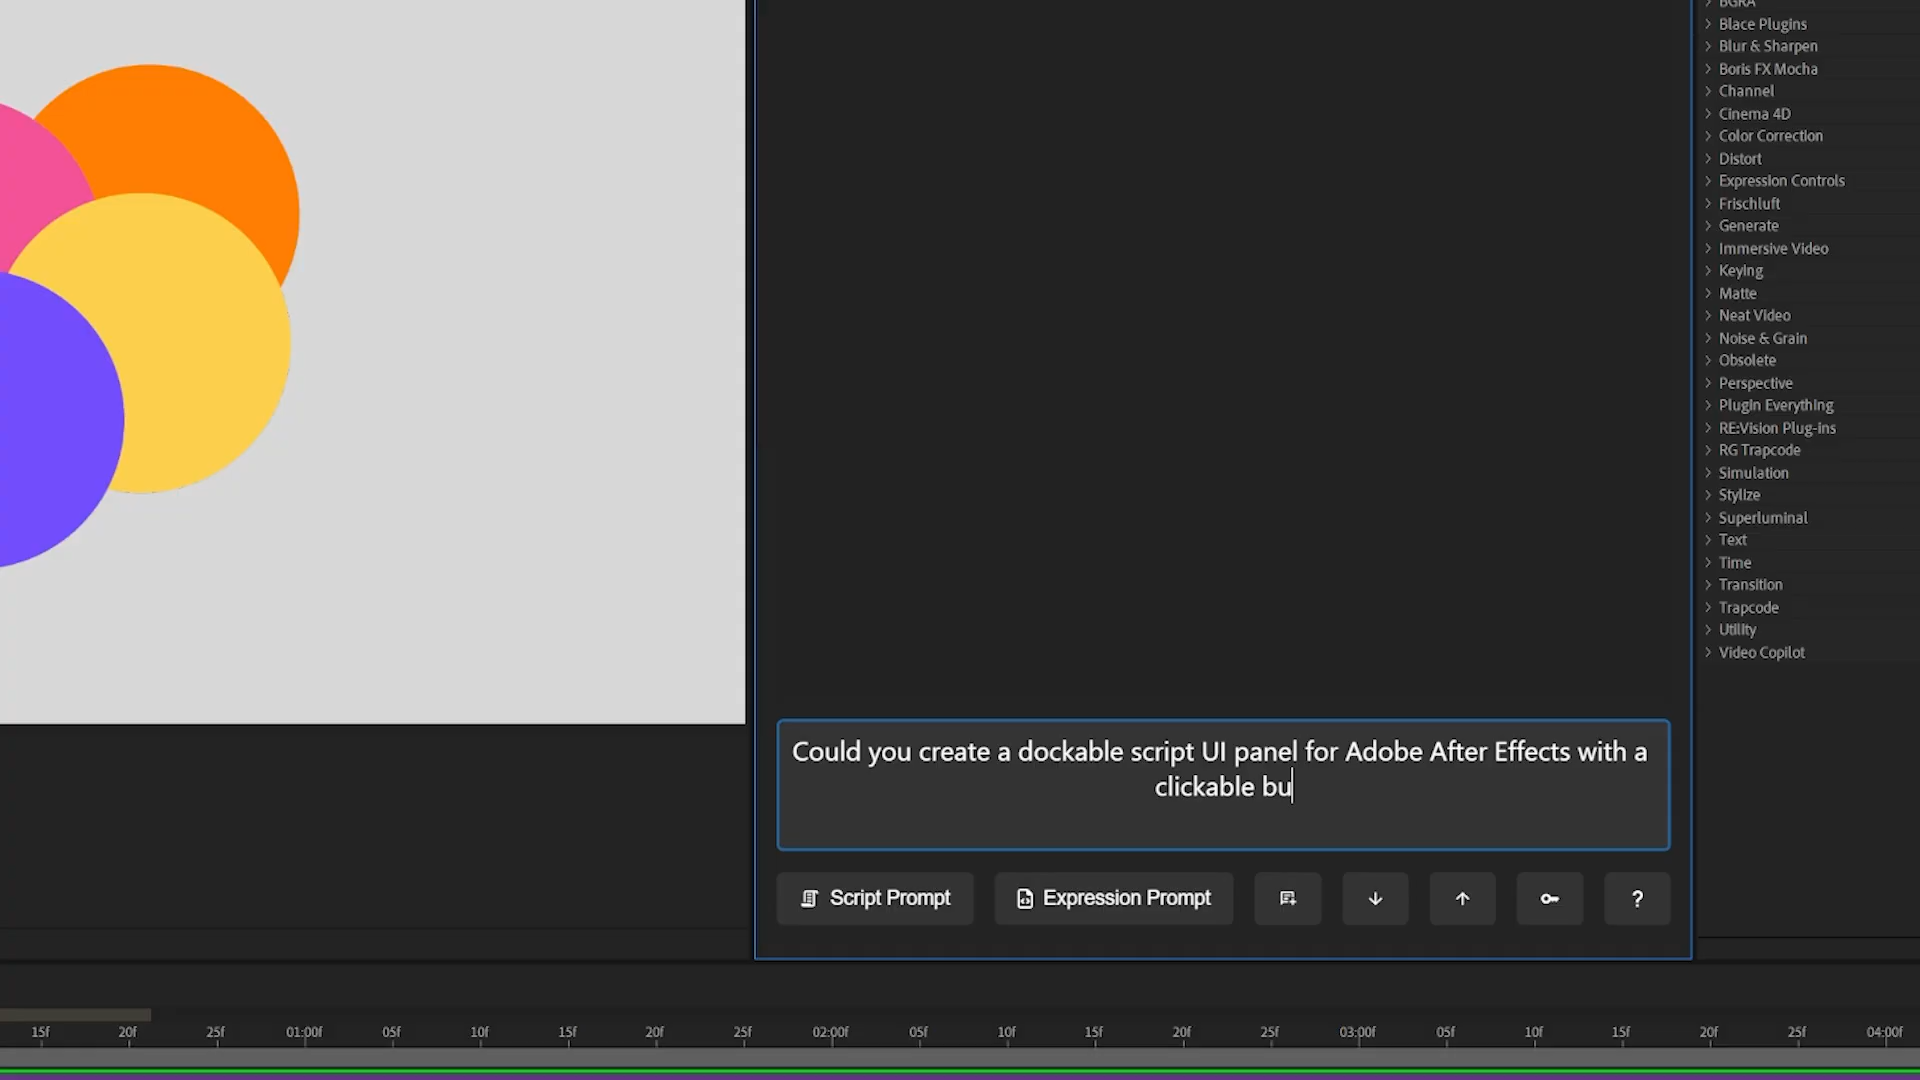 BGRA
Blace Plugins
Blur & Sharpen
Boris FX Mocha
Channel
Cinema 4D
Color Correction
Distort
Expression Controls
Frischluft
Generate
Immersive Video
Keying
Matte
Neat Video
Noise & Grain
Obsolete
Perspective
Plugin Everything
RE:Vision Plug-ins
RG Trapcode
Simulation
Stylize
Superluminal
Text
Time
Transition
Trapcode
Utility
Video Copilot
Could you create a dockable script UI panel for Adobe After Effects with a
clickable bu
Script Prompt
Expression Prompt
?
15f 20f 25f 01:00f 05f 10f 15f 20f 25f 02:00f 05f 10f 15f 20f 25f 03:00f 05f 10f 15f 20f 25f 04:00f